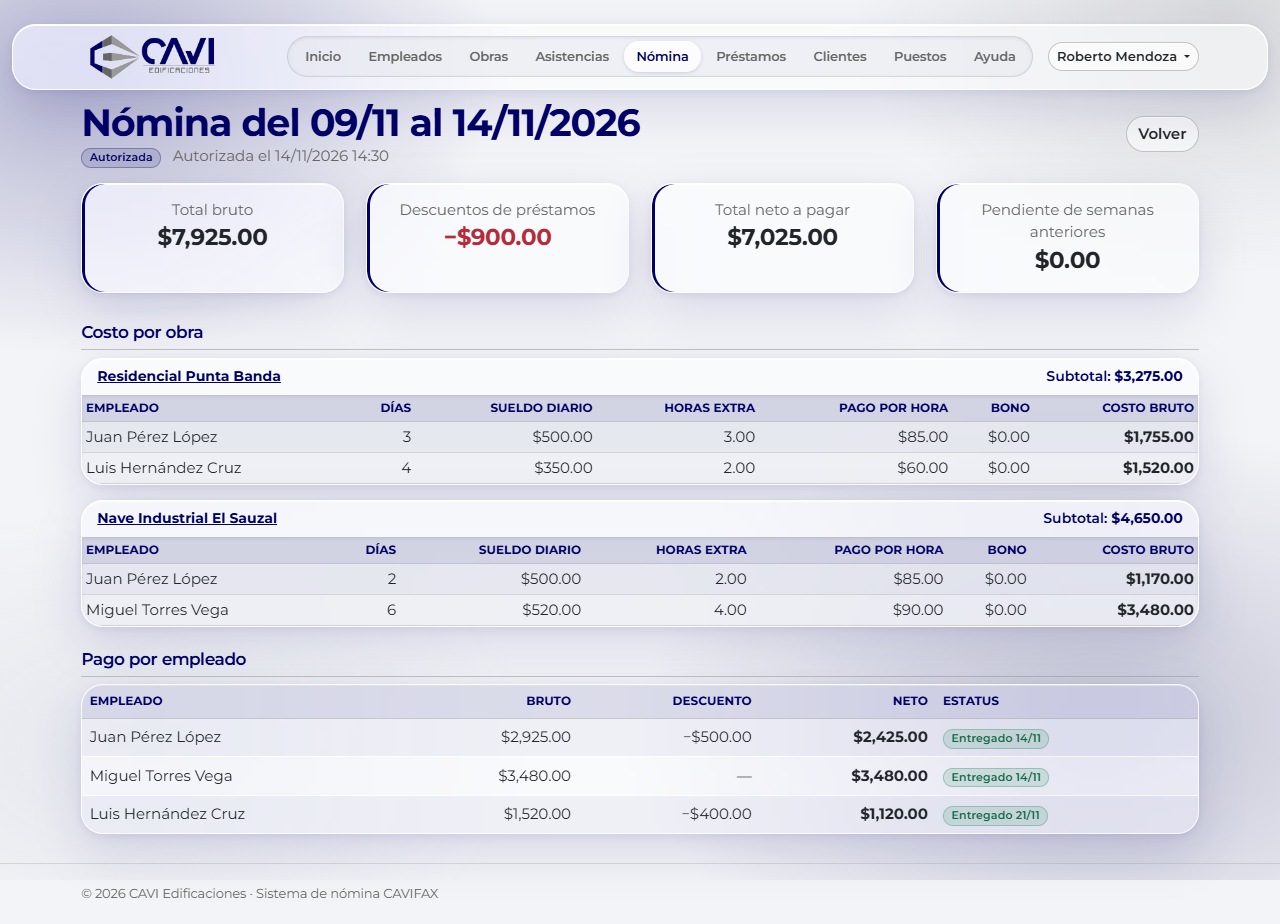 CAVI EDIFICACIONES
Inicio Empleados Obras Asistencias Nómina Préstamos Clientes Puestos Ayuda Roberto Mendoza
Nómina del 09/11 al 14/11/2026
Volver
Autorizada Autorizada el 14/11/2026 14:30
Total bruto
$7,925.00
Descuentos de préstamos
−$900.00
Total neto a pagar
$7,025.00
Pendiente de semanas
anteriores
$0.00
Costo por obra
Residencial Punta Banda Subtotal: $3,275.00
EMPLEADO DÍAS SUELDO DIARIO HORAS EXTRA PAGO POR HORA BONO COSTO BRUTO
Juan Pérez López 3 $500.00 3.00 $85.00 $0.00 $1,755.00
Luis Hernández Cruz 4 $350.00 2.00 $60.00 $0.00 $1,520.00
Nave Industrial El Sauzal Subtotal: $4,650.00
EMPLEADO DÍAS SUELDO DIARIO HORAS EXTRA PAGO POR HORA BONO COSTO BRUTO
Juan Pérez López 2 $500.00 2.00 $85.00 $0.00 $1,170.00
Miguel Torres Vega 6 $520.00 4.00 $90.00 $0.00 $3,480.00
Pago por empleado
EMPLEADO BRUTO DESCUENTO NETO ESTATUS
Juan Pérez López $2,925.00 −$500.00 $2,425.00 Entregado 14/11
Miguel Torres Vega $3,480.00 — $3,480.00 Entregado 14/11
Luis Hernández Cruz $1,520.00 −$400.00 $1,120.00 Entregado 21/11
© 2026 CAVI Edificaciones · Sistema de nómina CAVIFAX